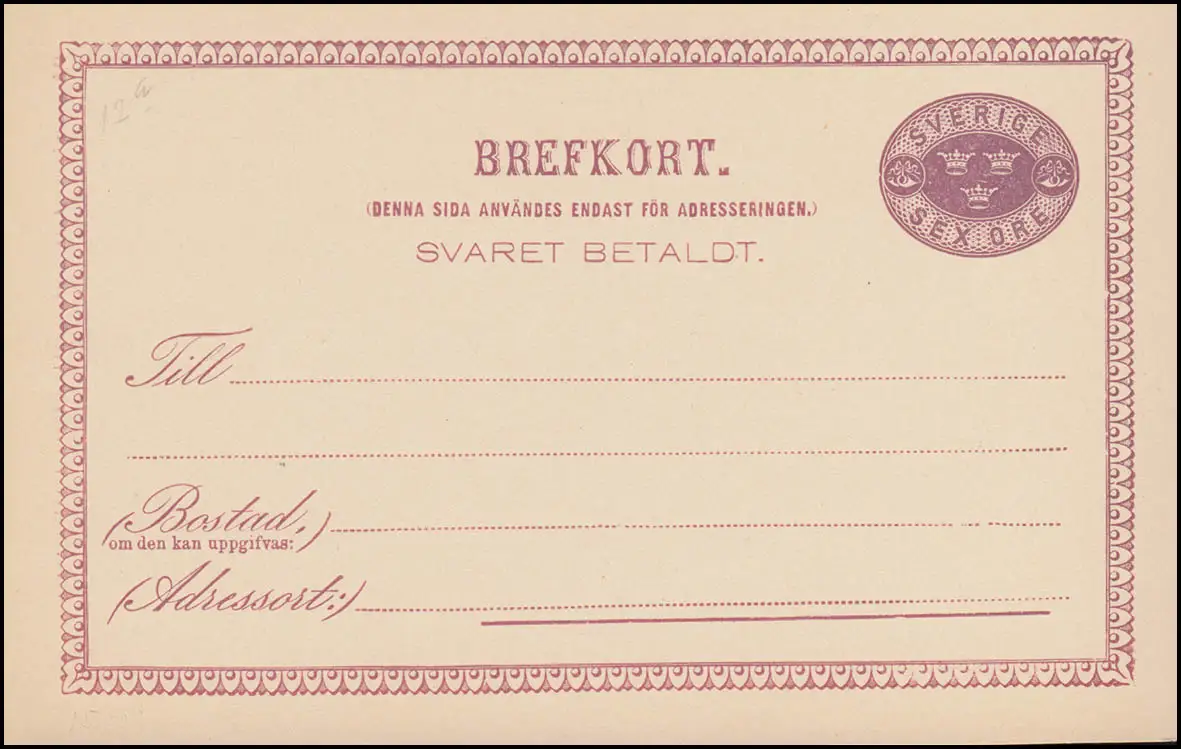 12 a
BREFKORT.
SVERIGE
SEX ÖRE
(DENNA SIDA ANVÄNDES ENDAST FÖR ADRESSERINGEN.)
SVARET BETALDT.
Till
(Bostad,)
om den kan uppgifvas:
(Adressort:)